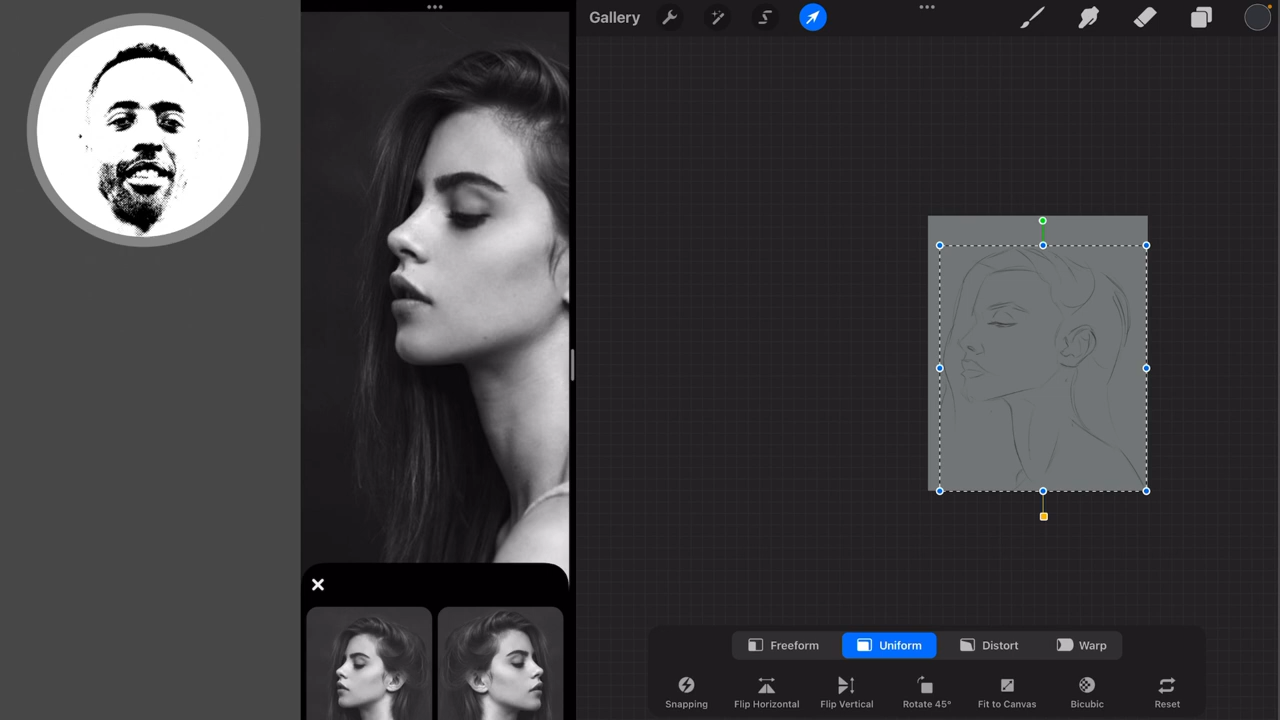 Gallery
Freeform Uniform Distort Warp
Snapping Flip Horizontal Flip Vertical Rotate 45° Fit to Canvas Bicubic Reset